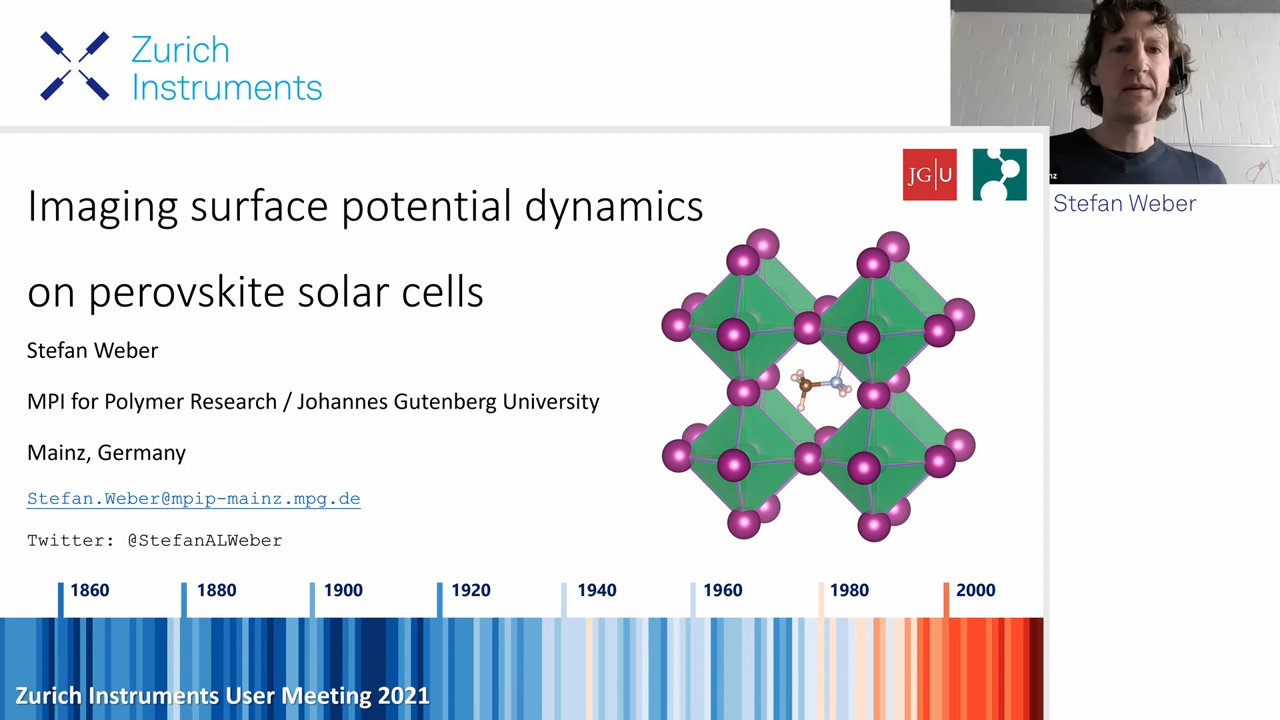 Zurich
Instruments
JG|U
nz
Stefan Weber
Imaging surface potential dynamics
on perovskite solar cells
Stefan Weber
MPI for Polymer Research / Johannes Gutenberg University
Mainz, Germany
Stefan.Weber@mpip-mainz.mpg.de
Twitter: @StefanALWeber
1860 1880 1900 1920 1940 1960 1980 2000
Zurich Instruments User Meeting 2021